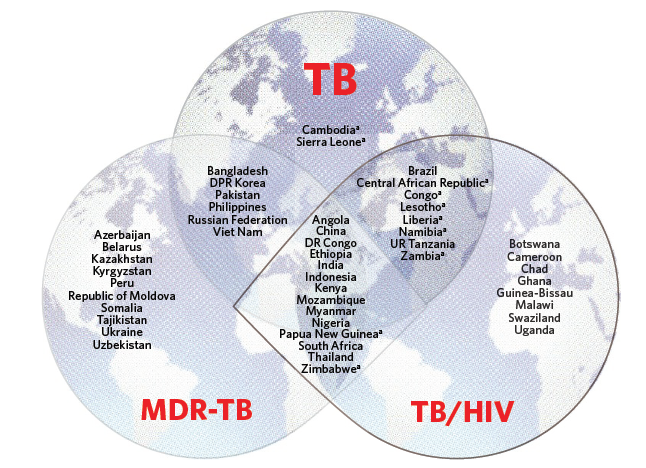 TB
Cambodiaª
Sierra Leoneª
Bangladesh
DPR Korea
Pakistan
Philippines
Russian Federation
Viet Nam
Brazil
Central African Republicª
Congoª
Lesothoª
Liberiaª
Namibiaª
UR Tanzania
Zambiaª
Angola
China
DR Congo
Ethiopia
India
Indonesia
Kenya
Mozambique
Myanmar
Nigeria
Papua New Guineaª
South Africa
Thailand
Zimbabweª
Azerbaijan
Belarus
Kazakhstan
Kyrgyzstan
Peru
Republic of Moldova
Somalia
Tajikistan
Ukraine
Uzbekistan
Botswana
Cameroon
Chad
Ghana
Guinea-Bissau
Malawi
Swaziland
Uganda
MDR-TB
TB/HIV